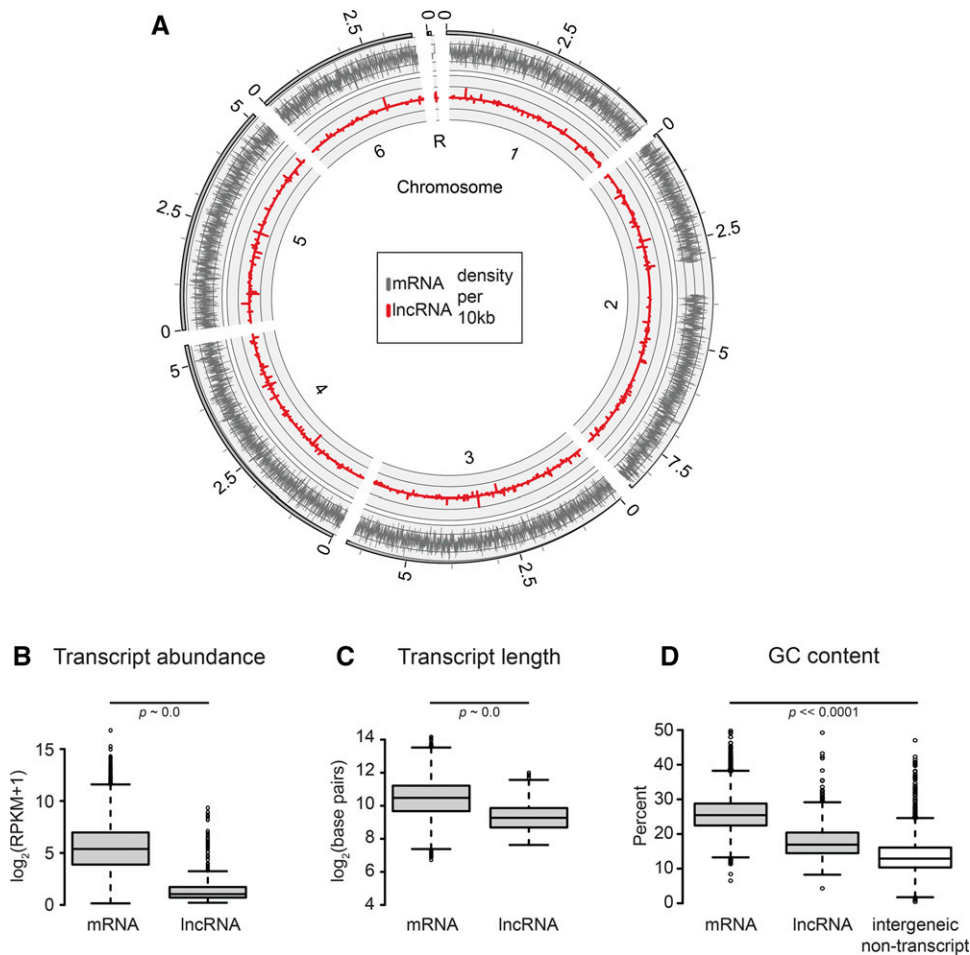 A
0
2.5
0
2.5
5
7.5
0
2.5
5
0
2.5
5
0
2.5
5
0
2.5
0
R
1
2
3
4
5
6
Chromosome
mRNA
lncRNA
density
per
10kb
B Transcript abundance
p ~ 0.0
log2(RPKM+1)
15
10
5
0
mRNA lncRNA
C Transcript length
p ~ 0.0
log2(base pairs)
14
12
10
8
6
4
mRNA lncRNA
D GC content
p << 0.0001
Percent
50
40
30
20
10
0
mRNA lncRNA intergeneic
non-transcript